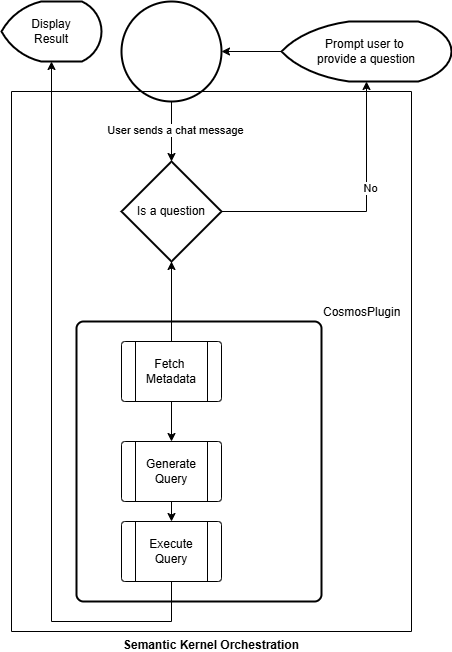 Display
Result
Prompt user to
provide a question
User sends a chat message
No
Is a question
CosmosPlugin
Fetch
Metadata
Generate
Query
Execute
Query
Semantic Kernel Orchestration